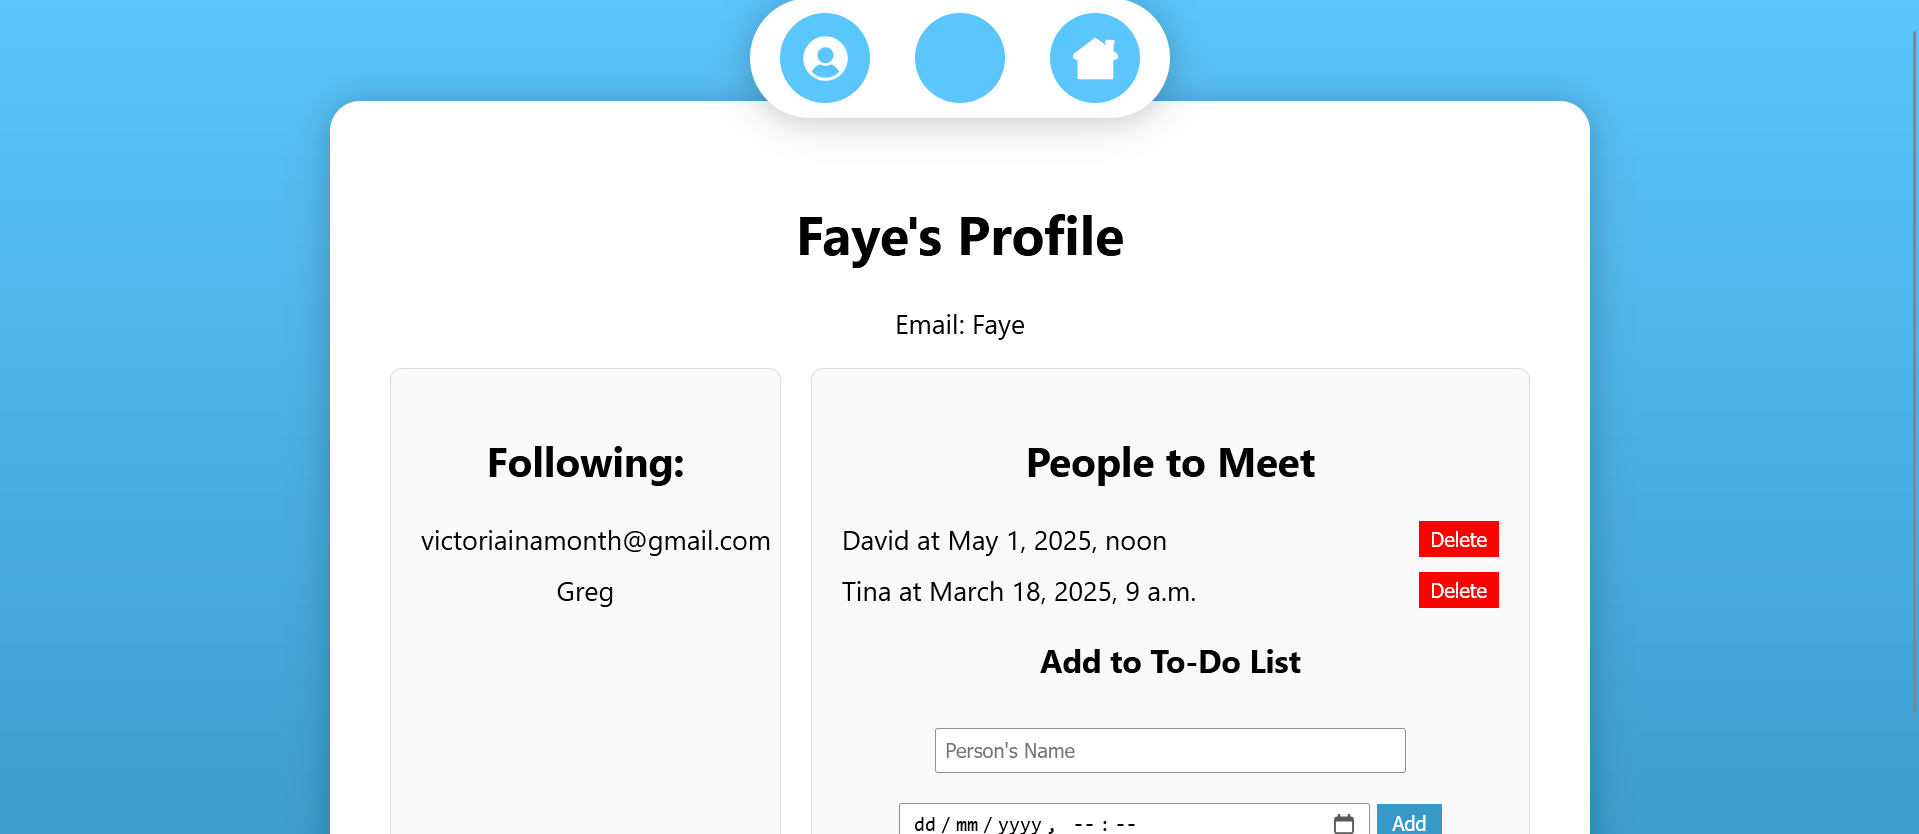 Faye's Profile
Email: Faye
Following:
victoriainamonth@gmail.com
Greg
People to Meet
David at May 1, 2025, noon
Delete
Tina at March 18, 2025, 9 a.m.
Delete
Add to To-Do List
Person's Name
dd/mm/yyyy, --:--
Add